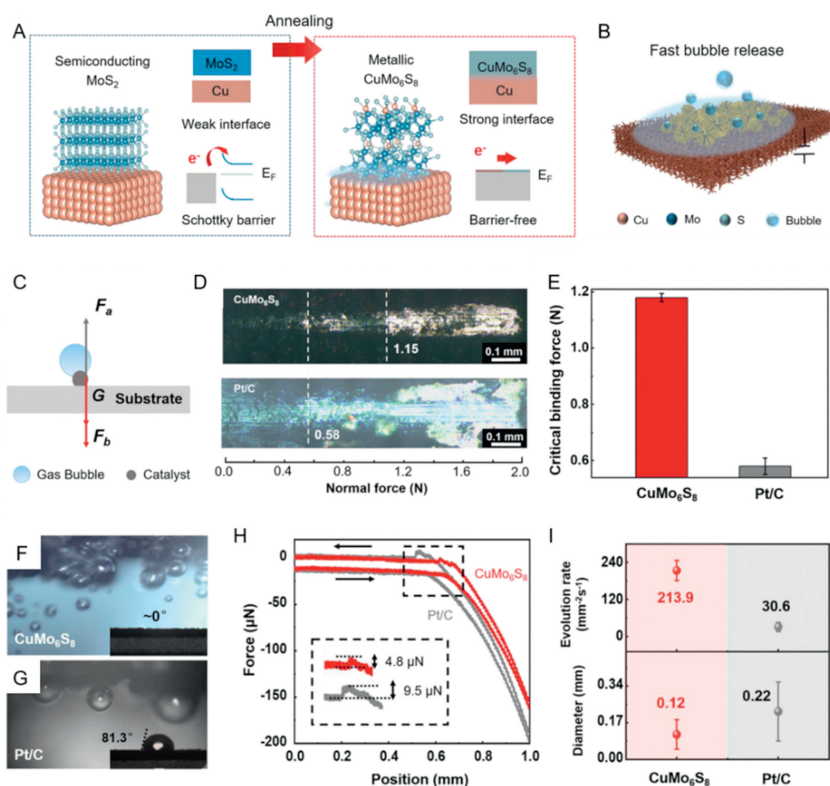 A
Annealing
Semiconducting
MoS2
MoS2
Cu
Weak interface
e-
EF
Schottky barrier
Metallic
CuMo6S8
CuMo6S8
Cu
Strong interface
e-
EF
Barrier-free
B
Fast bubble release
Cu
Mo
S
Bubble
C
Fa
G
Substrate
Fb
Gas Bubble
Catalyst
D
CuMo6S8
1.15
0.1 mm
Pt/C
0.58
0.1 mm
0.0 0.4 0.8 1.2 1.6 2.0
Normal force (N)
E
Critical binding force (N)
1.2
0.9
0.6
CuMo6S8 Pt/C
F
~0°
CuMo6S8
G
81.3°
Pt/C
H
Force (µN)
0
-50
-100
-150
-200
CuMo6S8
Pt/C
4.8 µN
9.5 µN
0.0 0.2 0.4 0.6 0.8 1.0
Position (mm)
I
Evolution rate
(mm-2s-1)
240
120
0
213.9
30.6
Diameter (mm)
0.34
0.17
0.00
0.12
0.22
CuMo6S8 Pt/C